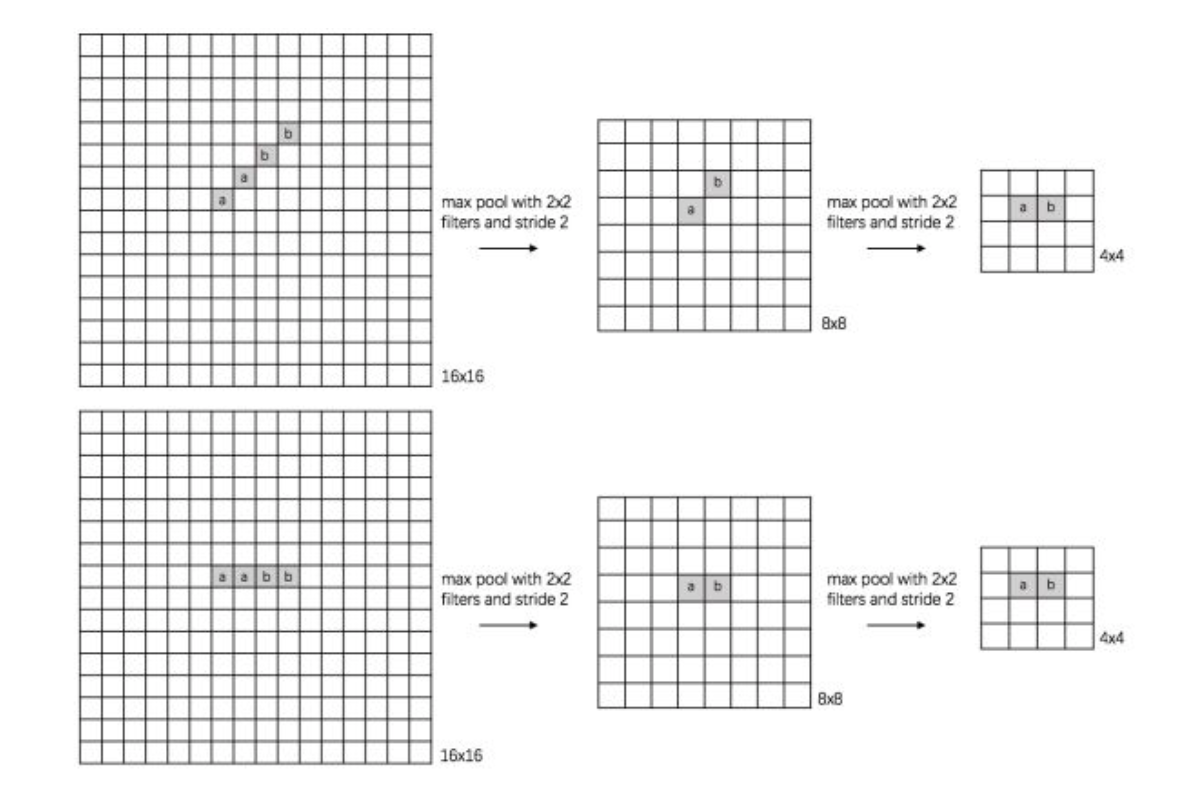 b
b
a
a
max pool with 2x2
filters and stride 2
16x16
b
a
max pool with 2x2
filters and stride 2
8x8
a b
4x4
a a b b
max pool with 2x2
filters and stride 2
16x16
a b
max pool with 2x2
filters and stride 2
8x8
a b
4x4